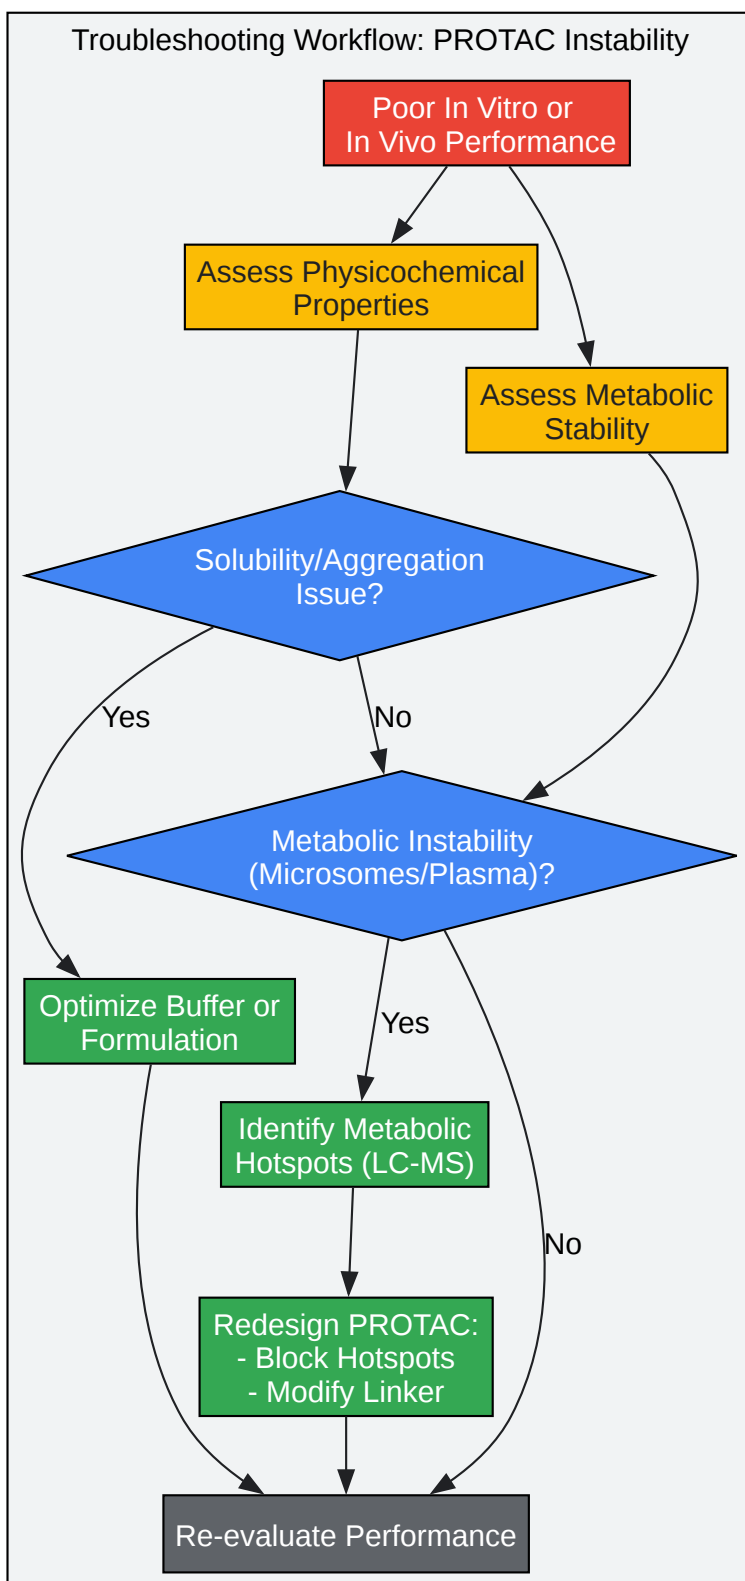 Troubleshooting Workflow: PROTAC Instability
Poor In Vitro or
In Vivo Performance
Assess Physicochemical
Properties
Assess Metabolic
Stability
Solubility/Aggregation
Issue?
Yes
No
Metabolic Instability
(Microsomes/Plasma)?
Optimize Buffer or
Formulation
Yes
Identify Metabolic
Hotspots (LC-MS)
No
Redesign PROTAC:
- Block Hotspots
- Modify Linker
Re-evaluate Performance